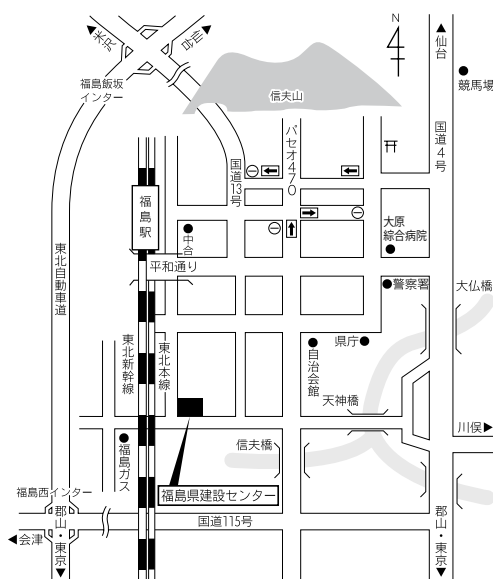 N
米沢
仙台
▲仙台
競馬場
福島飯坂
インター
信夫山
パセオ470
国道4号
国道13号
福島駅
中合
大原
綜合病院
平和通り
東北自動車道
警察署
大仏橋
東北新幹線
東北本線
自治会館
県庁
天神橋
川俣▶
福島ガス
信夫橋
福島西インター
福島県建設センター
国道115号
◀会津
郡山・東京▼
郡山・東京▼